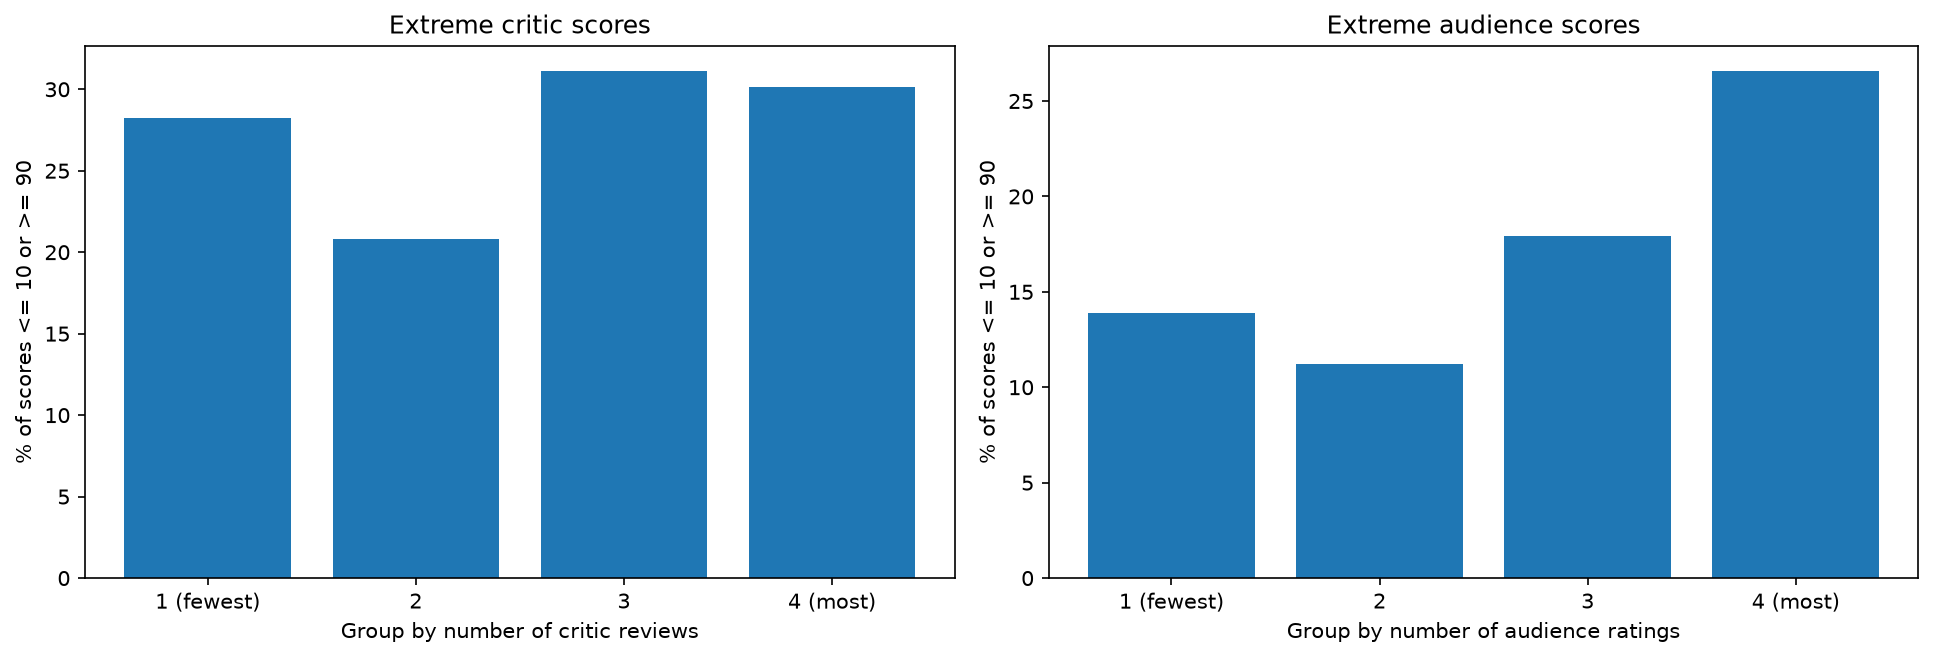 Extreme critic scores
% of scores <= 10 or >= 90
30
25
20
15
10
5
0
1 (fewest) 2 3 4 (most)
Group by number of critic reviews
Extreme audience scores
% of scores <= 10 or >= 90
25
20
15
10
5
0
1 (fewest) 2 3 4 (most)
Group by number of audience ratings